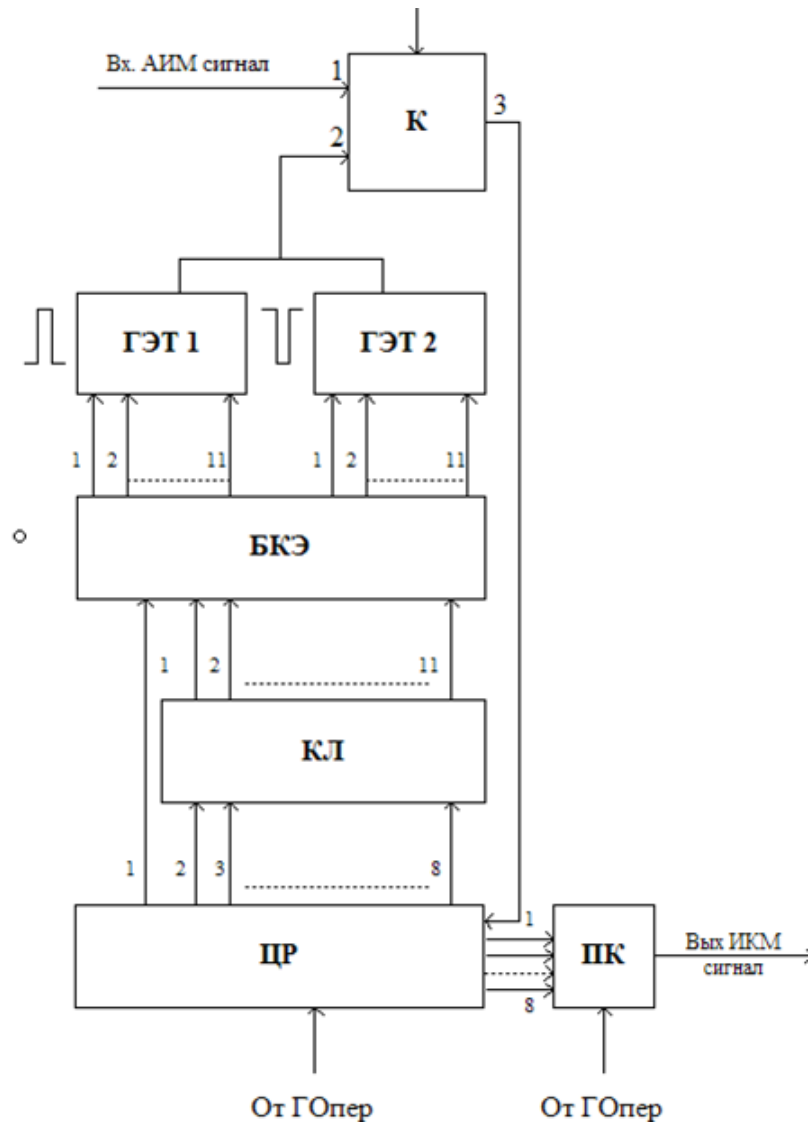 Вх. АИМ сигнал
1
К
3
2
ГЭТ 1
ГЭТ 2
1 2 11 1 2 11
БКЭ
1 2 11
КЛ
1 2 3 8
1
ЦР
ПК
Вых ИКМ
сигнал
8
От ГОпер
От ГОпер